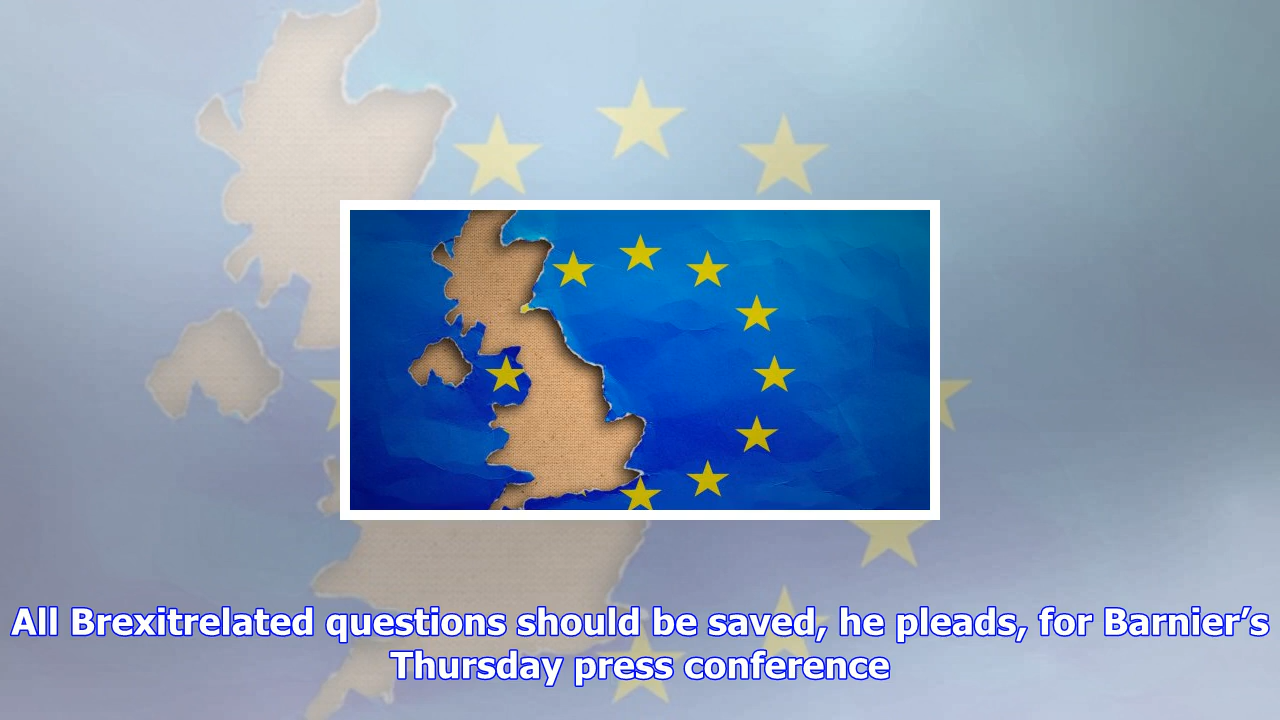 All Brexitrelated questions should be saved, he pleads, for Barnier’s
Thursday press conference